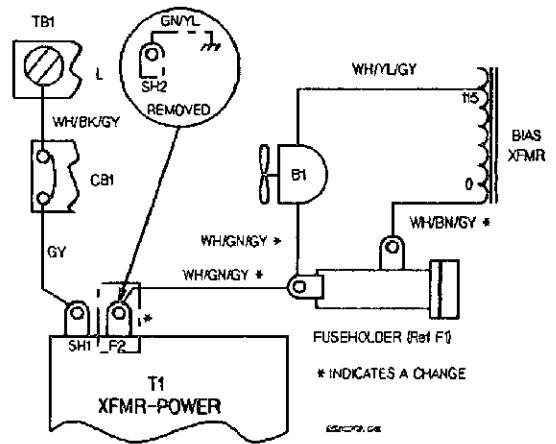 TB1
L
GN/YL
SH2
REMOVED
WH/BK/GY
CB1
GY
WH/YL/GY
115
0
BIAS
XFMR
B1
WH/GN/GY *
WH/GN/GY *
WH/BN/GY *
SH1
F2
*
T1
XFMR-POWER
FUSEHOLDER (Ref F1)
* INDICATES A CHANGE